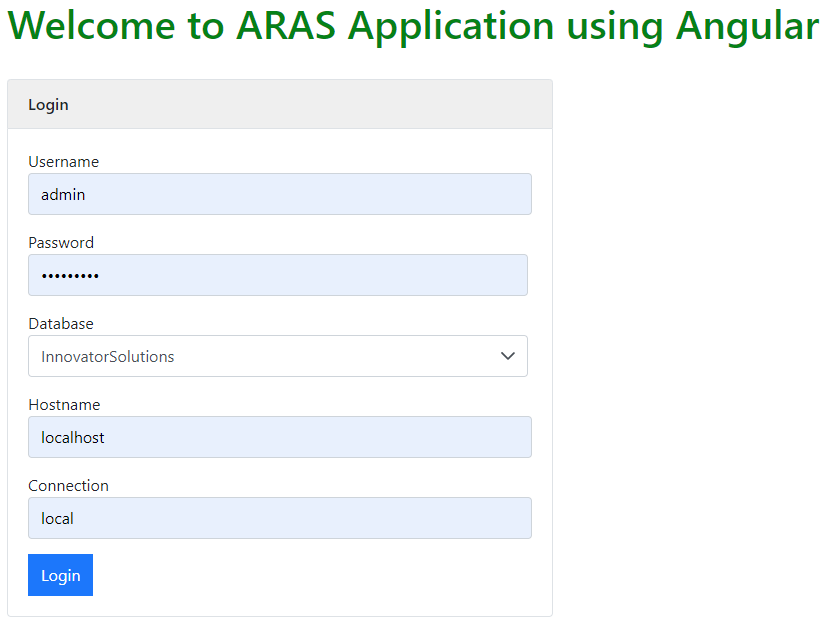 Welcome to ARAS Application using Angular
Login
Username
admin
Password
•••••••••
Database
InnovatorSolutions
Hostname
localhost
Connection
local
Login